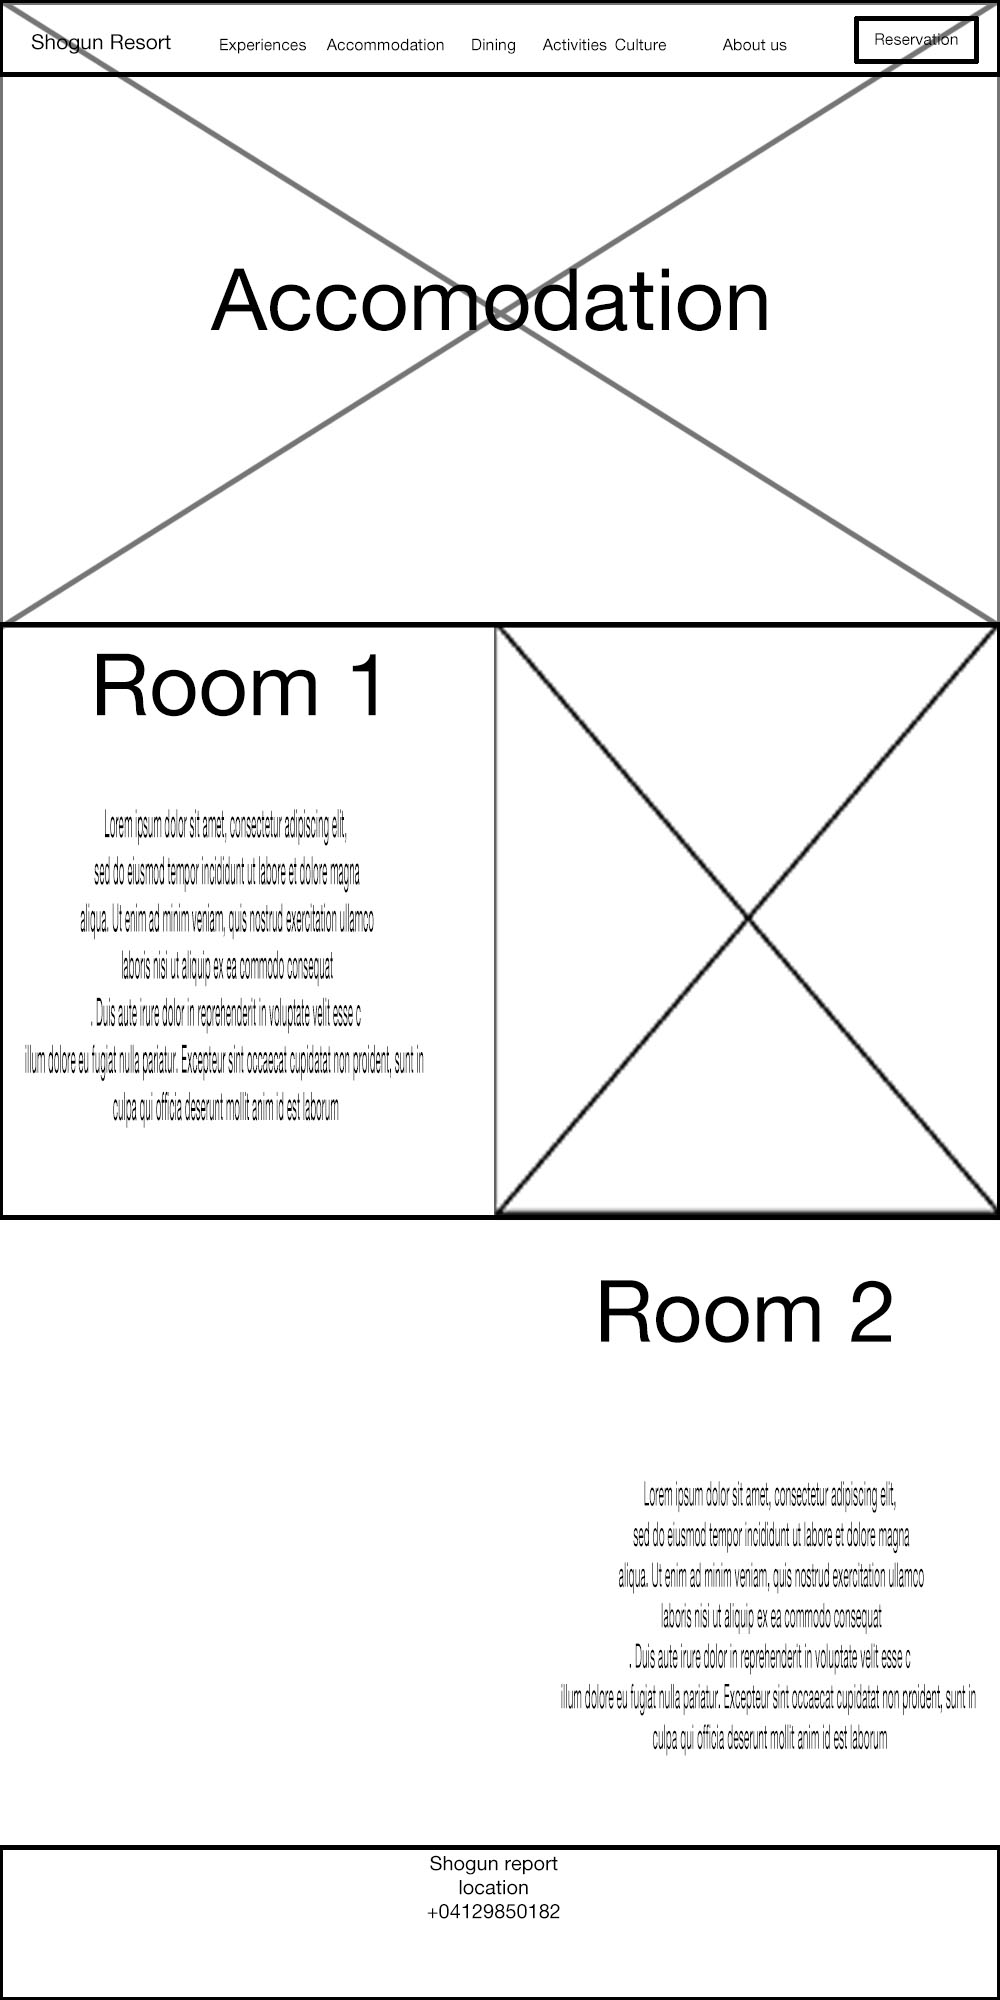 Shogun Resort Experiences Accommodation Dining Activities Culture About us Reservation
Accomodation
Room 1
Lorem ipsum dolor sit amet, consectetur adipiscing elit,
sed do eiusmod tempor incididunt ut labore et dolore magna
aliqua. Ut enim ad minim veniam, quis nostrud exercitation ullamco
laboris nisi ut aliquip ex ea commodo consequat
. Duis aute irure dolor in reprehenderit in voluptate velit esse c
illum dolore eu fugiat nulla pariatur. Excepteur sint occaecat cupidatat non proident, sunt in
culpa qui officia deserunt mollit anim id est laborum
Room 2
Lorem ipsum dolor sit amet, consectetur adipiscing elit,
sed do eiusmod tempor incididunt ut labore et dolore magna
aliqua. Ut enim ad minim veniam, quis nostrud exercitation ullamco
laboris nisi ut aliquip ex ea commodo consequat
. Duis aute irure dolor in reprehenderit in voluptate velit esse c
illum dolore eu fugiat nulla pariatur. Excepteur sint occaecat cupidatat non proident, sunt in
culpa qui officia deserunt mollit anim id est laborum
Shogun report
location
+04129850182